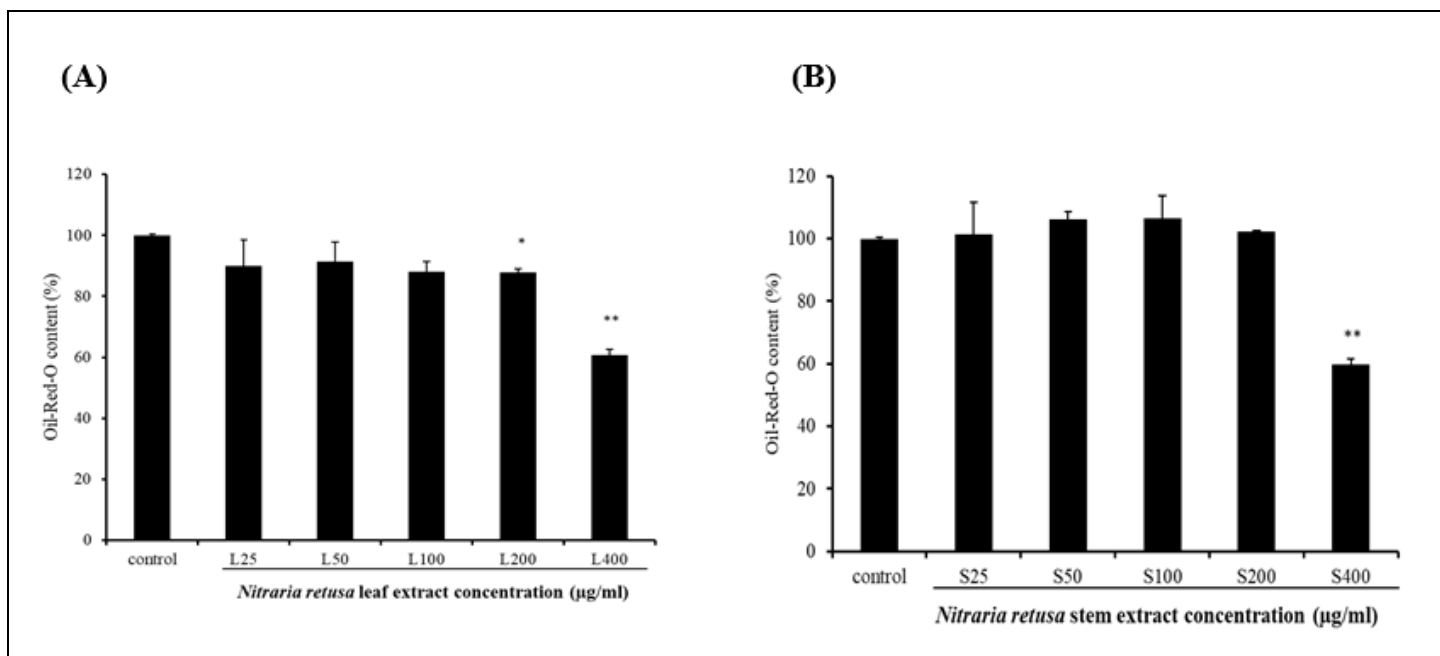 (A)
Oil-Red-O content (%)
120
100
80
60
40
20
0
*
**
control L25 L50 L100 L200 L400
Nitraria retusa leaf extract concentration (µg/ml)
(B)
Oil-Red-O content (%)
120
100
80
60
40
20
0
**
control S25 S50 S100 S200 S400
Nitraria retusa stem extract concentration (µg/ml)